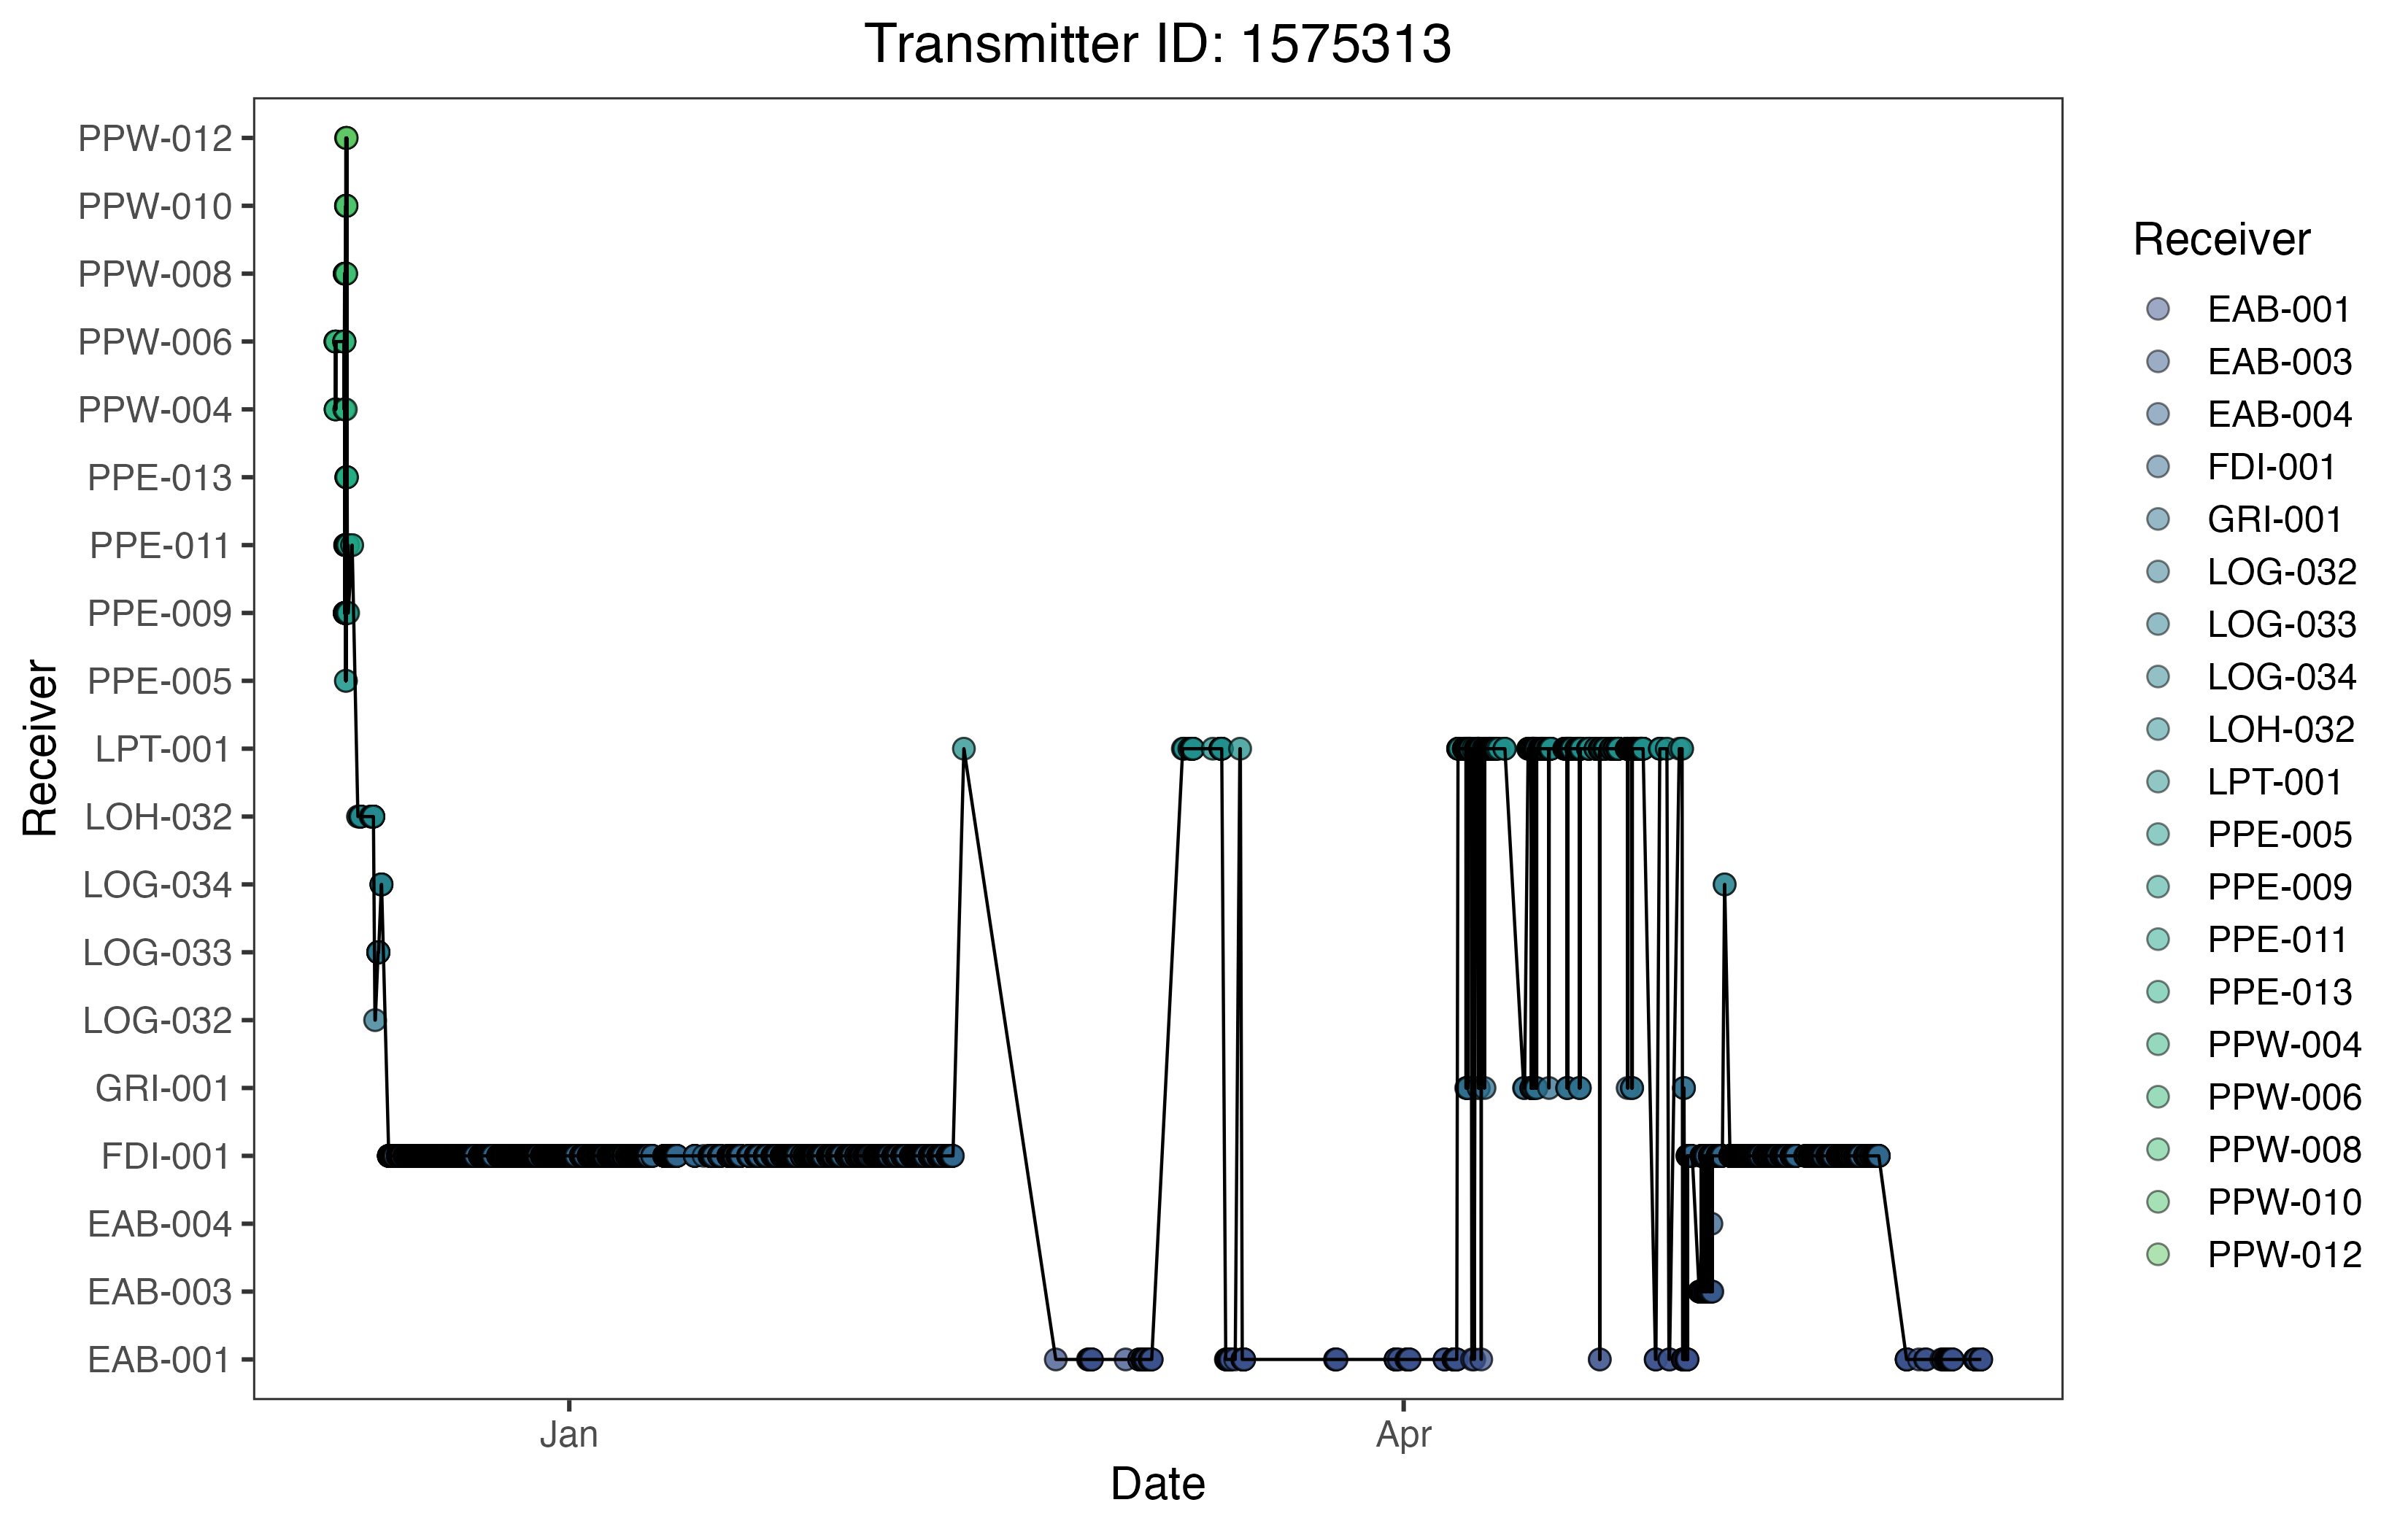 Transmitter ID: 1575313
PPW-012
PPW-010
PPW-008
PPW-006
PPW-004
PPE-013
PPE-011
PPE-009
PPE-005
LPT-001
LOH-032
LOG-034
LOG-033
LOG-032
GRI-001
FDI-001
EAB-004
EAB-003
EAB-001
Receiver
Jan
Apr
Date
Receiver
EAB-001
EAB-003
EAB-004
FDI-001
GRI-001
LOG-032
LOG-033
LOG-034
LOH-032
LPT-001
PPE-005
PPE-009
PPE-011
PPE-013
PPW-004
PPW-006
PPW-008
PPW-010
PPW-012